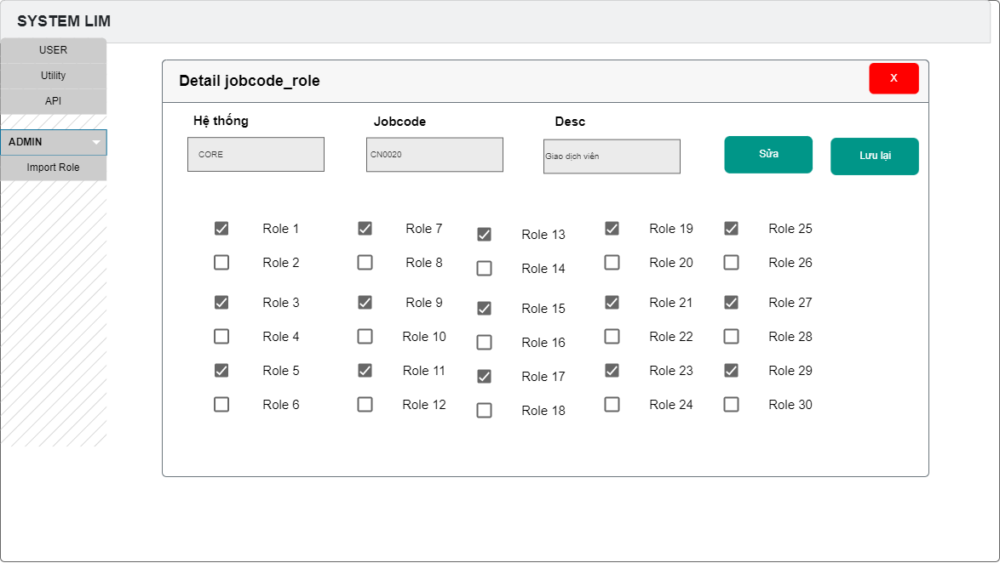 SYSTEM LIM
USER
Utility
API
ADMIN
Import Role
Detail jobcode_role
X
Hệ thống
Jobcode
Desc
CORE
CN0020
Giao dịch viên
Sửa
Lưu lại
Role 1
Role 2
Role 3
Role 4
Role 5
Role 6
Role 7
Role 8
Role 9
Role 10
Role 11
Role 12
Role 13
Role 14
Role 15
Role 16
Role 17
Role 18
Role 19
Role 20
Role 21
Role 22
Role 23
Role 24
Role 25
Role 26
Role 27
Role 28
Role 29
Role 30